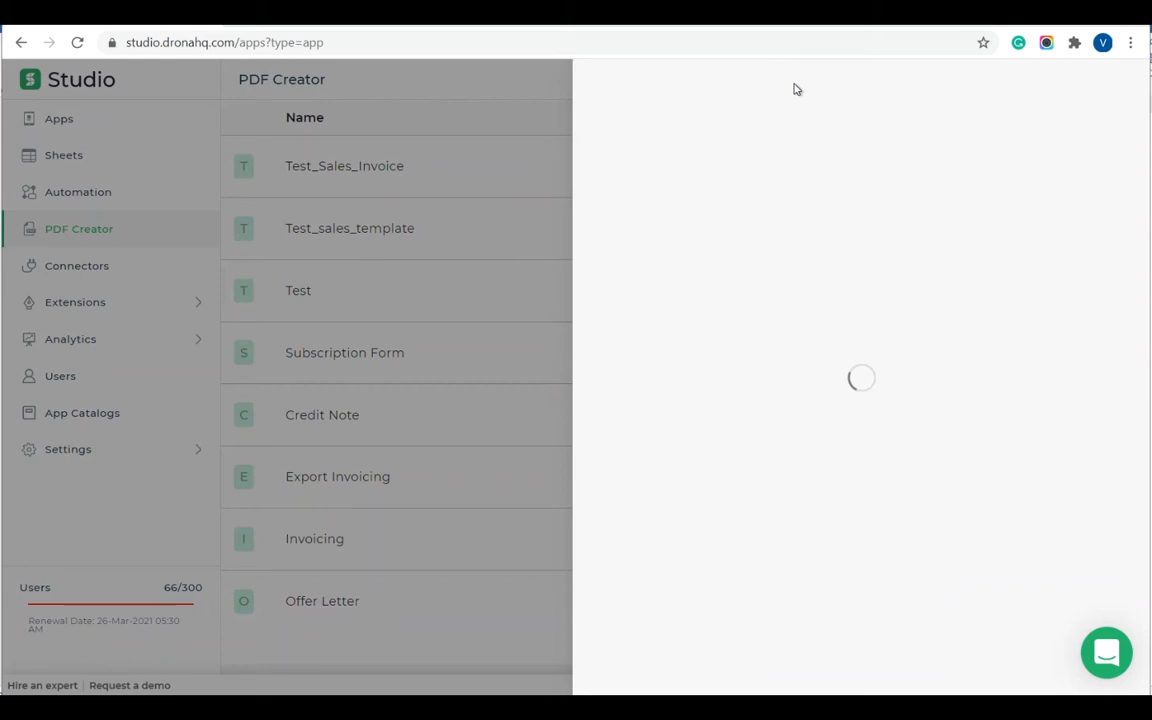 studio.dronahq.com/apps?type=app
V
Studio
PDF Creator
Apps
Name
Sheets
T Test_Sales_Invoice
Automation
PDF Creator
T Test_sales_template
Connectors
T Test
Extensions
Analytics
S Subscription Form
Users
App Catalogs
C Credit Note
Settings
E Export Invoicing
I Invoicing
Users 66/300
O Offer Letter
Renewal Date: 26-Mar-2021 05:30
AM
Hire an expert | Request a demo